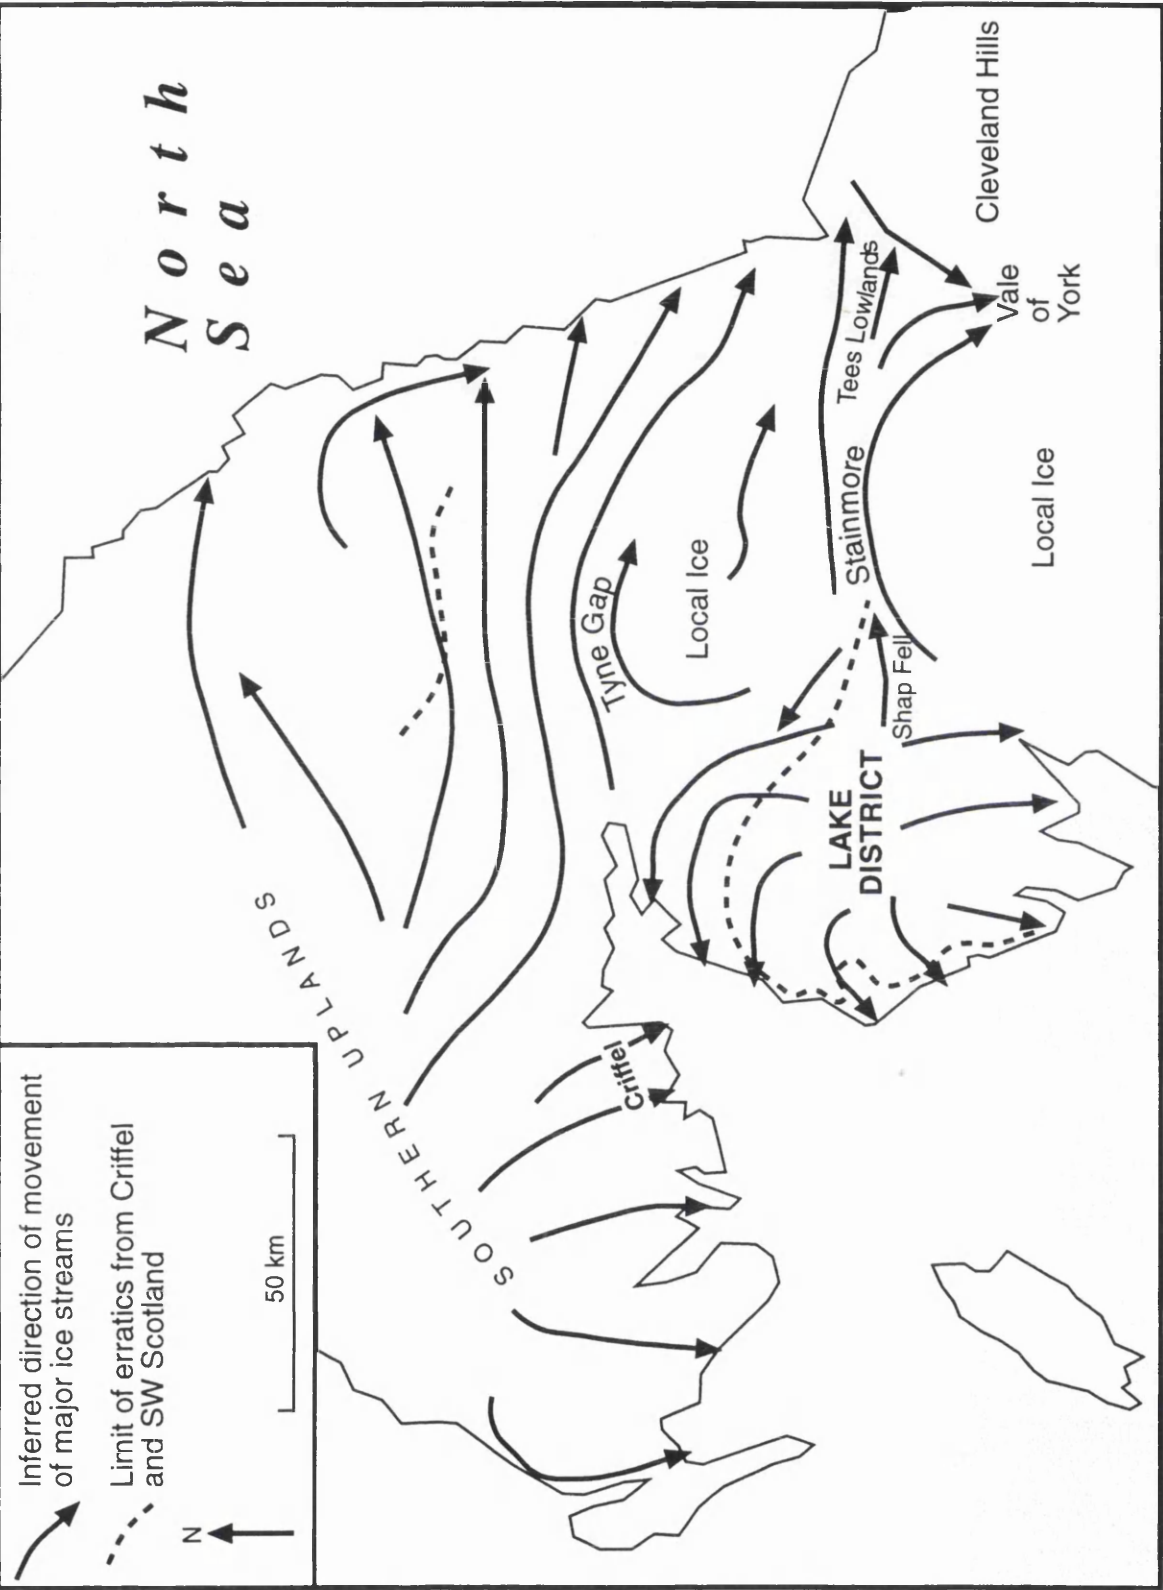 Inferred direction of movement
of major ice streams
Limit of erratics from Criffel
and SW Scotland
N
50 km
North
Sea
SOUTHERN UPLANDS
Criffel
Tyne Gap
Local Ice
Stainmore
Tees Lowlands
Cleveland Hills
Vale
of
York
Shap Fell
LAKE
DISTRICT
Local Ice